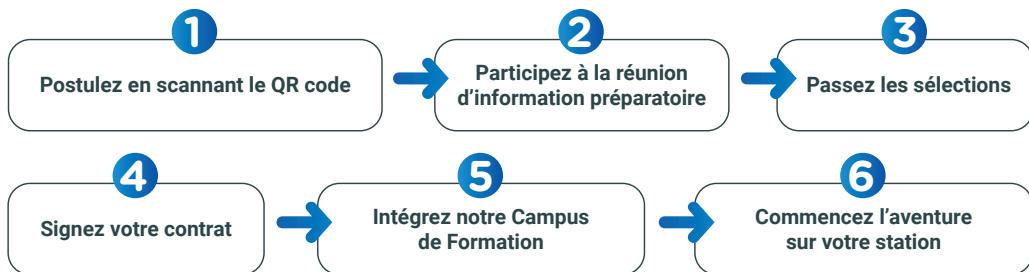 1
Postulez en scannant le QR code
2
Participez à la réunion
d’information préparatoire
3
Passez les sélections
4
Signez votre contrat
5
Intégrez notre Campus
de Formation
6
Commencez l’aventure
sur votre station